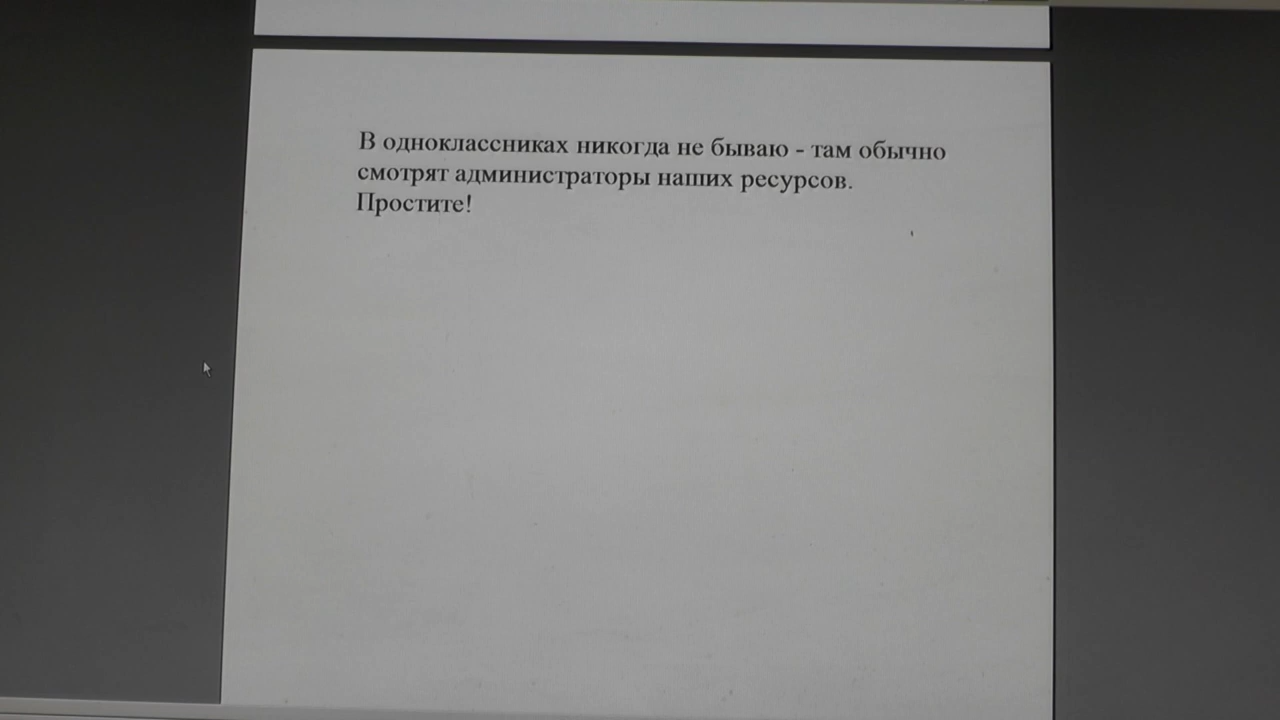 В одноклассниках никогда не бываю - там обычно
смотрят администраторы наших ресурсов.
Простите!